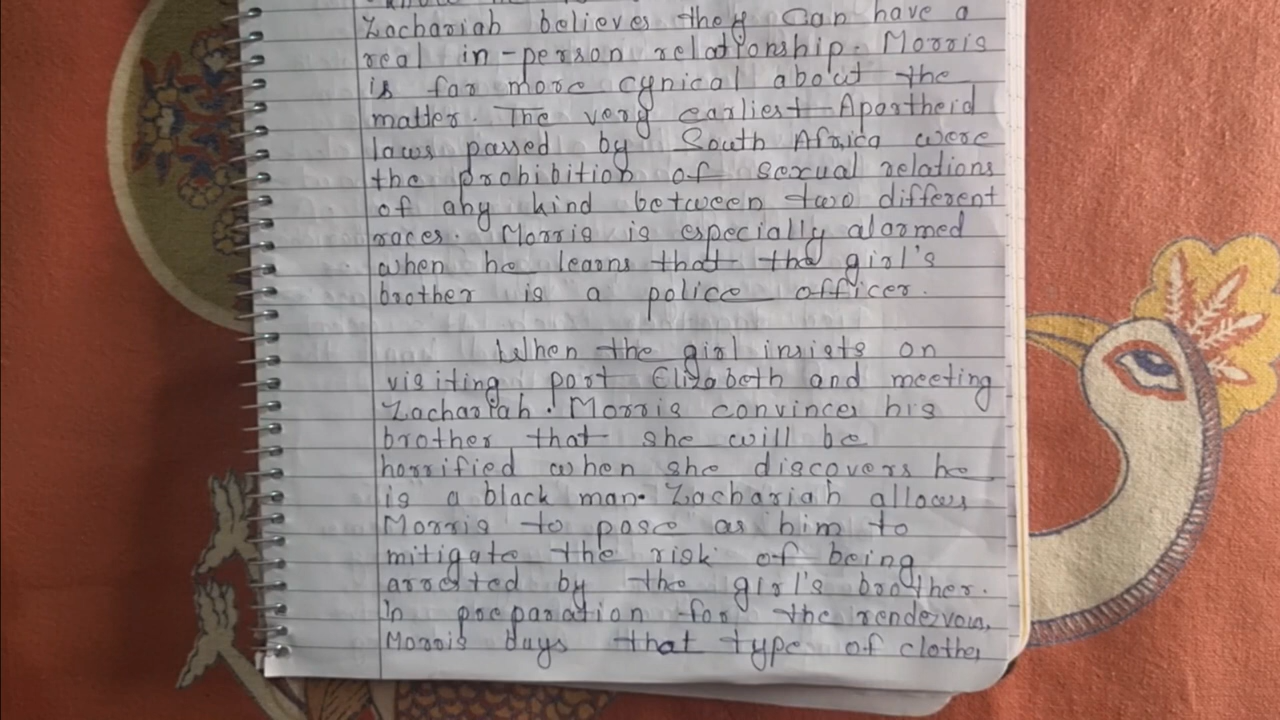 Zachariah believes they can have a
real in-person relationship. Morris
is far more cynical about the
matter. The very earliest Apartheid
laws passed by South Africa were
the prohibition of sexual relations
of any kind between two different
races. Morris is especially alarmed
when he learns that the girl's
brother is a police officer.
When the girl insists on
visiting port Elizabeth and meeting
Zachariah. Morris convinces his
brother that she will be
horrified when she discovers he
is a black man. Zachariah allows
Morris to pose as him to
mitigate the risk of being
arrested by the girl's brother.
In preparation for the rendezvous,
Morris buys that type of clothes